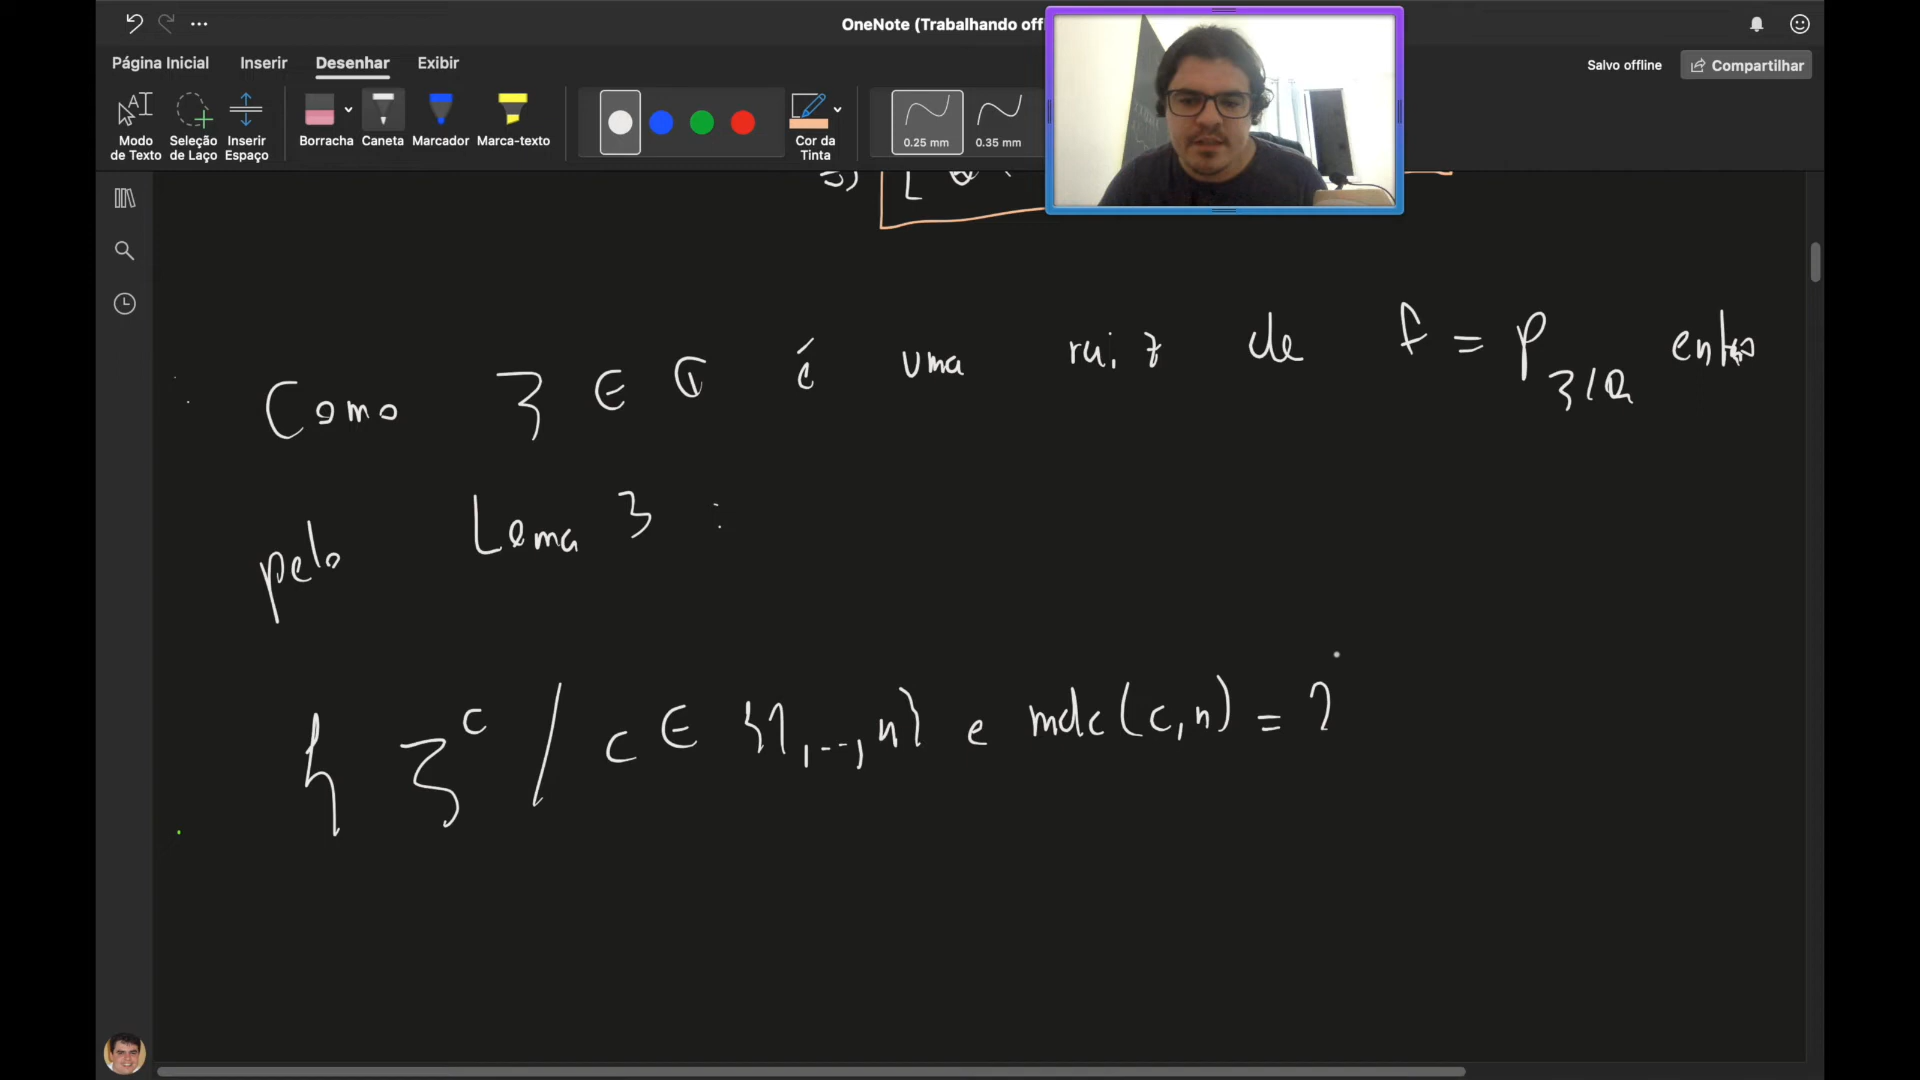 OneNote (Trabalhando offl
Página Inicial Inserir Desenhar Exibir
Salvo offline Compartilhar
Modo de Texto
Seleção de Laço
Inserir Espaço
Borracha Caneta Marcador Marca-texto
Cor da Tinta
0.25 mm 0.35 mm
Como ζ ∈ ℂ é uma raiz de f = P_{ζ/ℚ} então
pelo Lema 3 :
{ ζ^c / c ∈ {1,..,n} e mdc(c,n) = 1